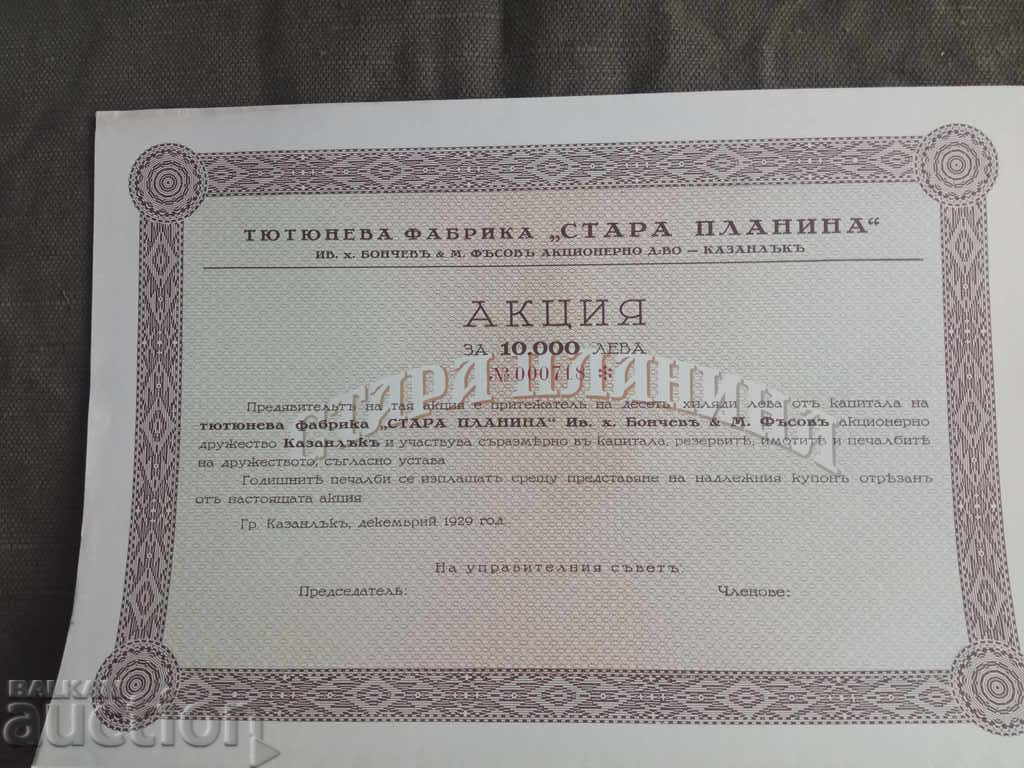 ТЮТЮНЕВА ФАБРИКА „СТАРА ПЛАНИНА“
ИВ. Х. БОНЧЕВЪ & М. ФЪСОВЪ АКЦИОНЕРНО Д-ВО — КАЗАНЛЪКЪ
АКЦИЯ
ЗА 10.000 ЛЕВА
№ 000718 ✻
„СТАРА ПЛАНИНА“
Предявительтъ на тая акция е притежатель на десеть хиляди лева отъ капитала на
тютюнева фабрика „СТАРА ПЛАНИНА“ Ив. х. Бончевъ & М. Фъсовъ акционерно
дружество Казанлъкъ и участвува съразмѣрно въ капитала, резервитѣ, имотитѣ и печалбитѣ
на дружеството, съгласно устава
Годишнитѣ печалби се изплащатъ срещу представяне на надлежния купонъ отрѣзанъ
отъ настоящата акция
Гр. Казанлъкъ, декемврий 1929 год.
На управителния съветъ:
Председатель:
Членове:
BALKAN
auction